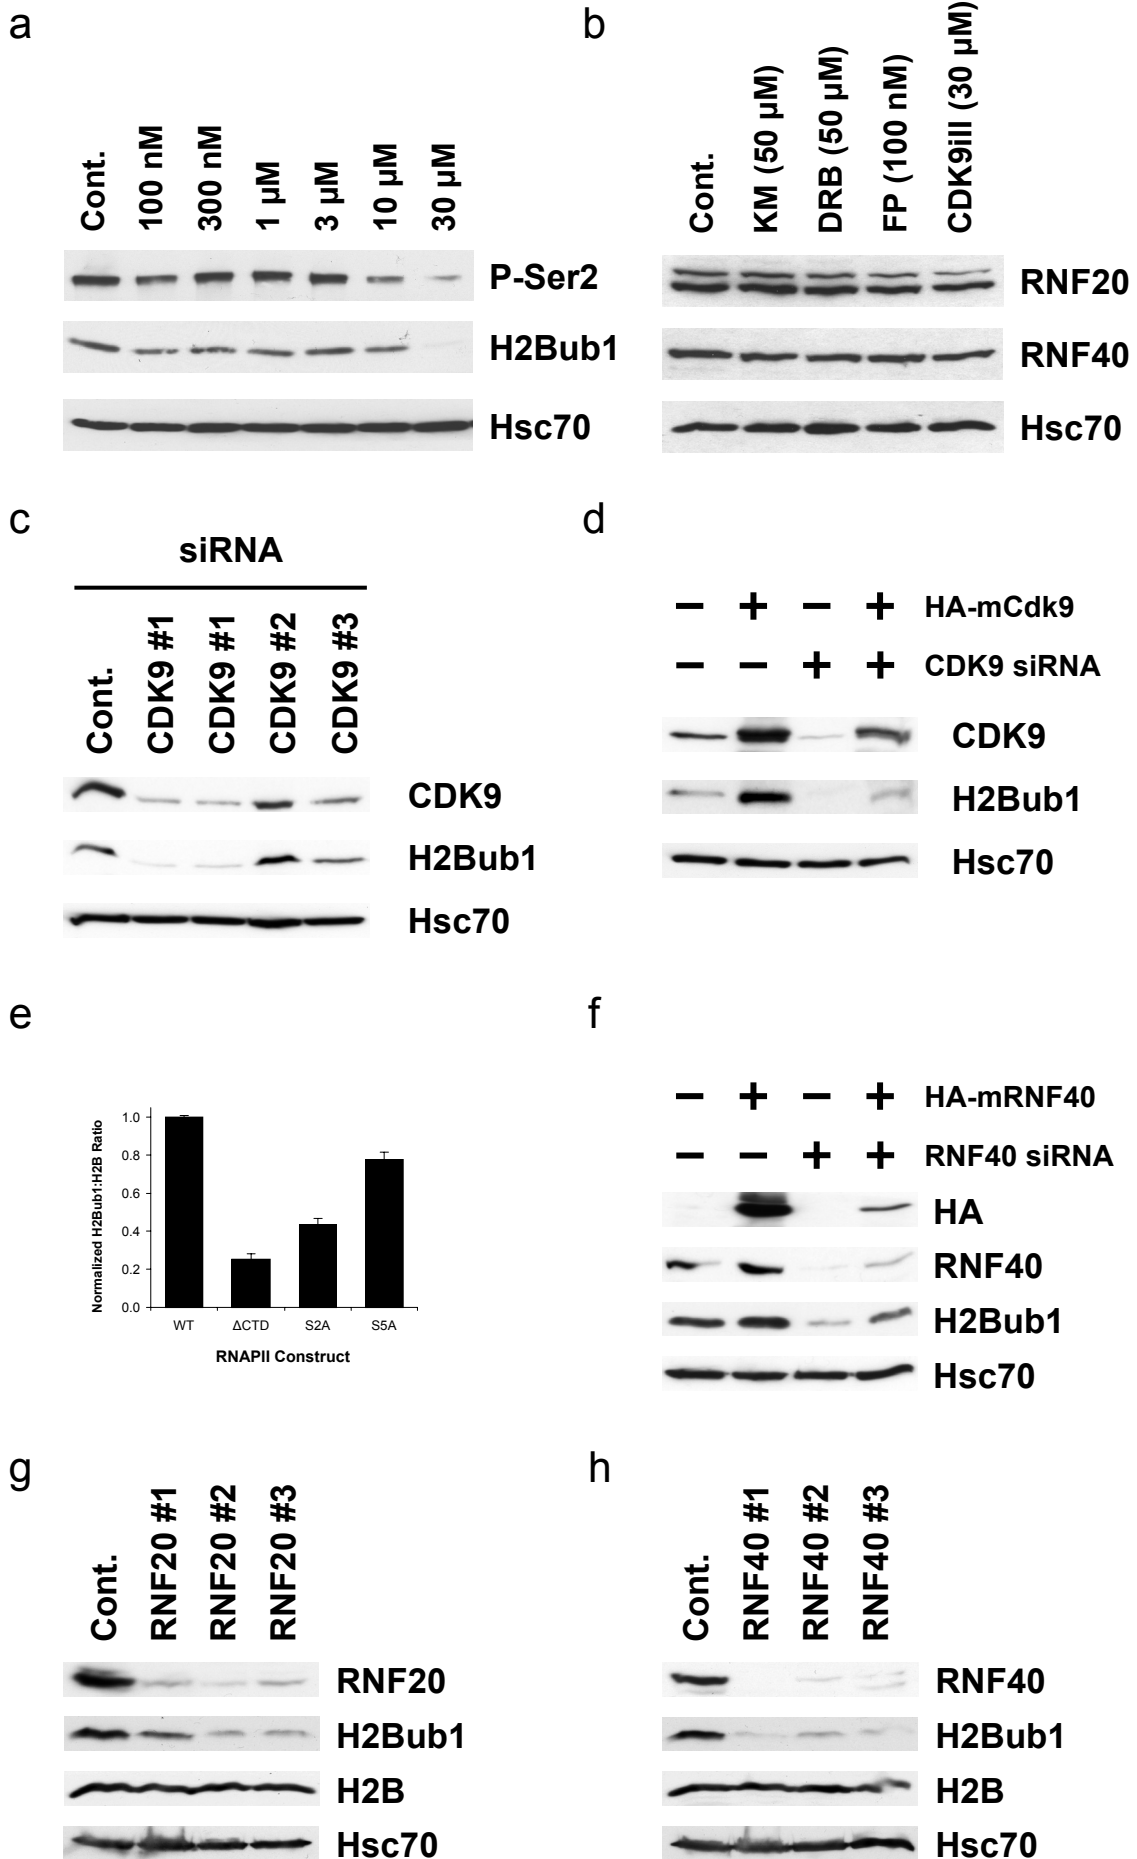 a
Cont.
100 nM
300 nM
1 µM
3 µM
10 µM
30 µM
P-Ser2
H2Bub1
Hsc70
b
Cont.
KM (50 µM)
DRB (50 µM)
FP (100 nM)
CDK9iII (30 µM)
RNF20
RNF40
Hsc70
c
siRNA
Cont.
CDK9 #1
CDK9 #1
CDK9 #2
CDK9 #3
CDK9
H2Bub1
Hsc70
d
− + − + HA-mCdk9
− − + + CDK9 siRNA
CDK9
H2Bub1
Hsc70
e
Normalized H2Bub1:H2B Ratio
1.0
0.8
0.6
0.4
0.2
0.0
WT ΔCTD S2A S5A
RNAPII Construct
f
− + − + HA-mRNF40
− − + + RNF40 siRNA
HA
RNF40
H2Bub1
Hsc70
g
Cont.
RNF20 #1
RNF20 #2
RNF20 #3
RNF20
H2Bub1
H2B
Hsc70
h
Cont.
RNF40 #1
RNF40 #2
RNF40 #3
RNF40
H2Bub1
H2B
Hsc70